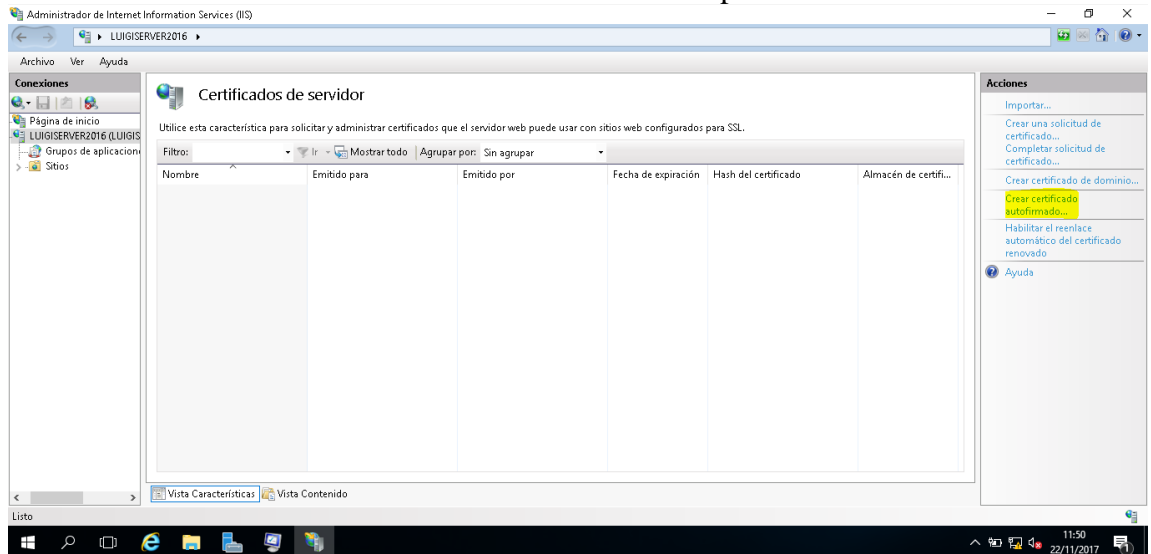 Administrador de Internet Information Services (IIS)
LUIGISERVER2016
Archivo Ver Ayuda
Conexiones
Página de inicio
LUIGISERVER2016 (LUIGIS
Grupos de aplicacion
Sitios
Certificados de servidor
Utilice esta característica para solicitar y administrar certificados que el servidor web puede usar con sitios web configurados para SSL.
Filtro: Ir Mostrar todo Agrupar por: Sin agrupar
Nombre Emitido para Emitido por Fecha de expiración Hash del certificado Almacén de certifi...
Vista Características Vista Contenido
Acciones
Importar...
Crear una solicitud de
certificado...
Completar solicitud de
certificado...
Crear certificado de dominio...
Crear certificado
autofirmado...
Habilitar el reenlace
automático del certificado
renovado
Ayuda
Listo
11:50
22/11/2017